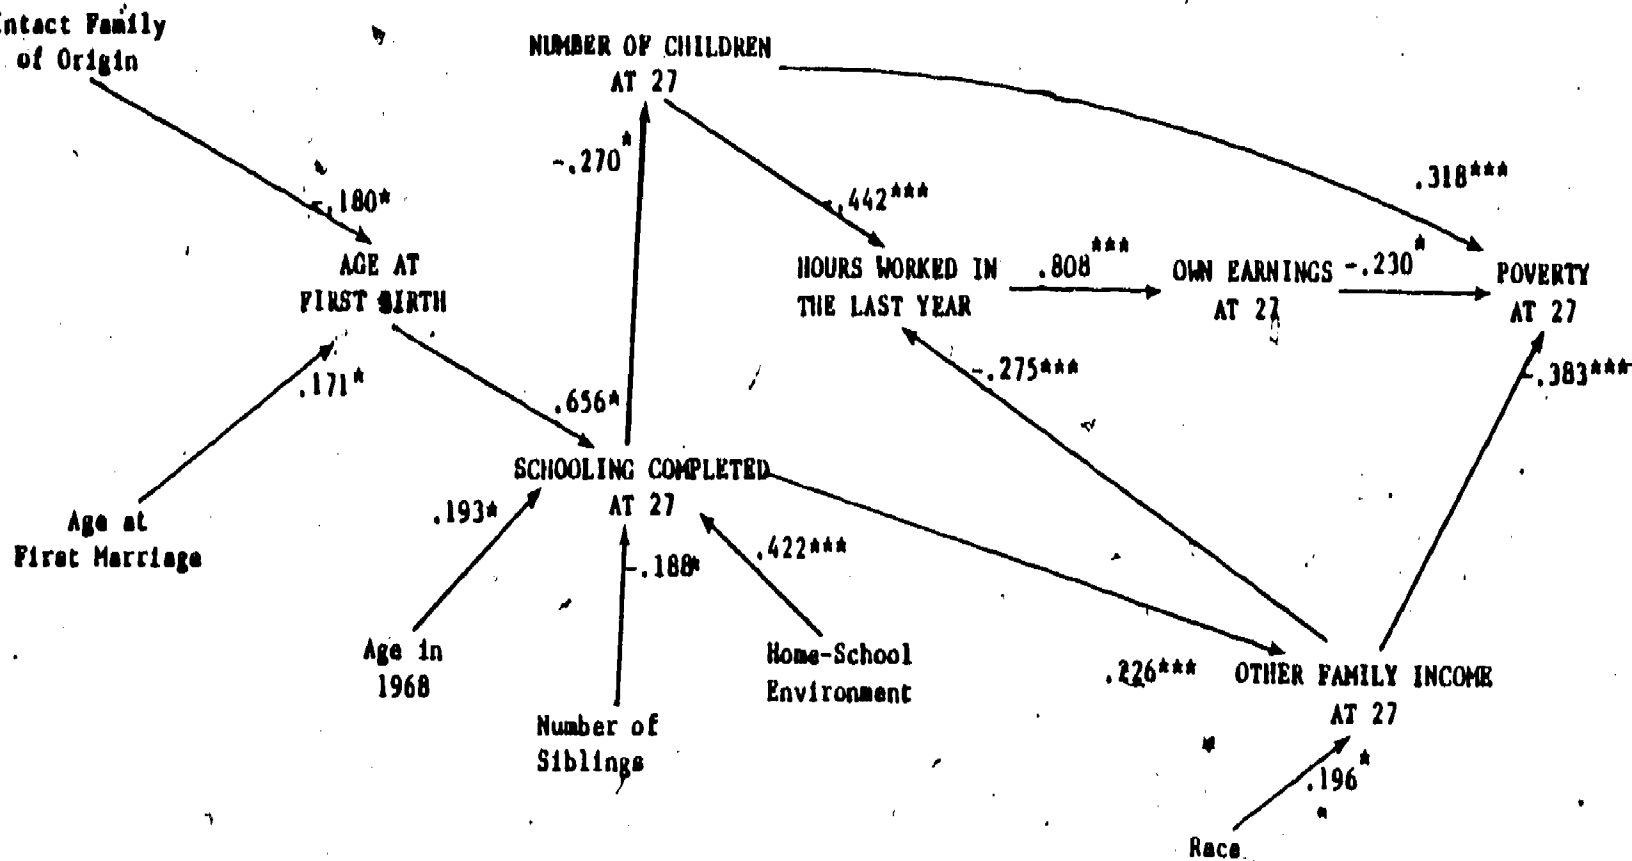 ntact Family
of Origin
NUMBER OF CHILDREN
AT 27
-.270*
.318***
-.442***
-.180*
AGE AT
FIRST BIRTH
HOURS WORKED IN
THE LAST YEAR
.808***
OWN EARNINGS
AT 27
-.230*
POVERTY
AT 27
.171*
-.275***
-.383***
.656*
SCHOOLING COMPLETED
AT 27
Age at
First Marriage
.193*
-.188*
.422***
Age in
1968
Home-School
Environment
.226***
OTHER FAMILY INCOME
AT 27
Number of
Siblings
.196*
Race